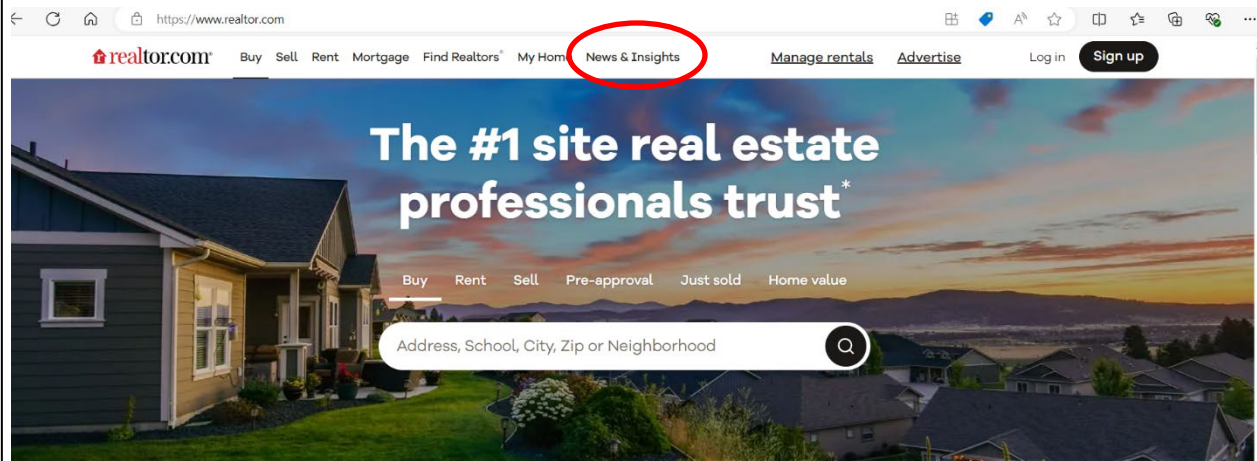 https://www.realtor.com
realtor.com® Buy Sell Rent Mortgage Find Realtors® My Home News & Insights Manage rentals Advertise Log in Sign up
The #1 site real estate
professionals trust*
Buy Rent Sell Pre-approval Just sold Home value
Address, School, City, Zip or Neighborhood